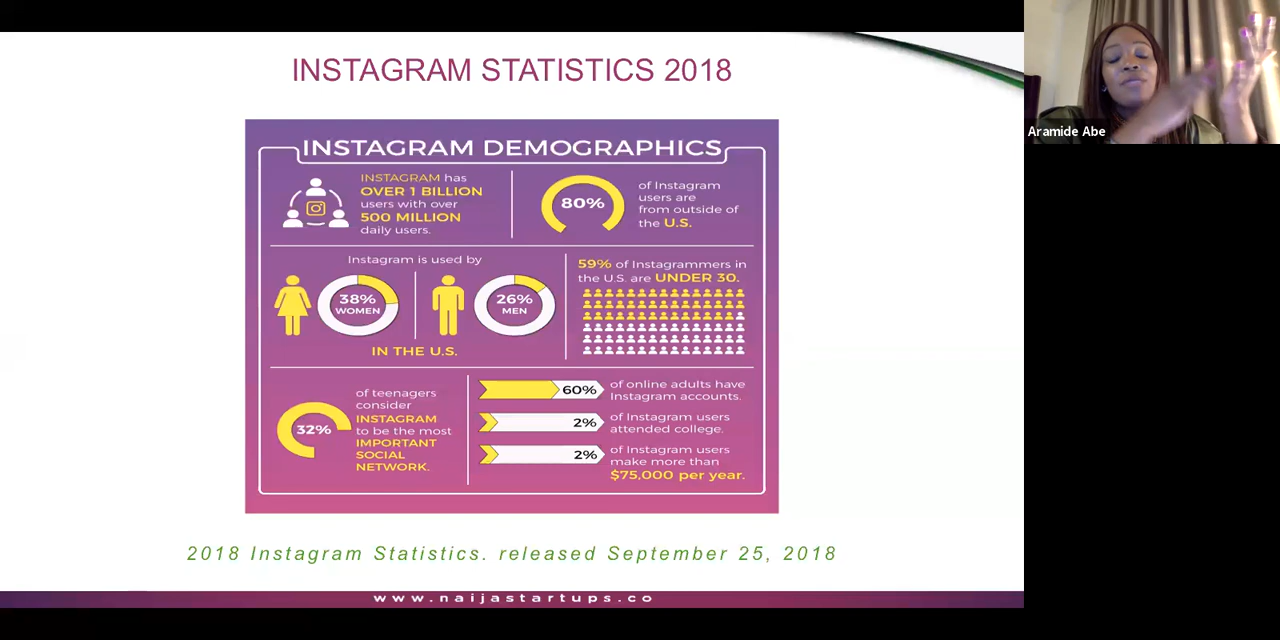 INSTAGRAM STATISTICS 2018
Aramide Abe
INSTAGRAM DEMOGRAPHICS
INSTAGRAM has
OVER 1 BILLION
users with over
500 MILLION
daily users.
80%
of Instagram
users are
from outside of
the U.S.
Instagram is used by
38%
WOMEN
26%
MEN
IN THE U.S.
59% of Instagrammers in
the U.S. are UNDER 30.
32%
of teenagers
consider
INSTAGRAM
to be the most
IMPORTANT
SOCIAL
NETWORK.
60%
of online adults have
Instagram accounts.
2%
of Instagram users
attended college.
2%
of Instagram users
make more than
$75,000 per year.
2018 Instagram Statistics. released September 25, 2018
www.naijastartups.co